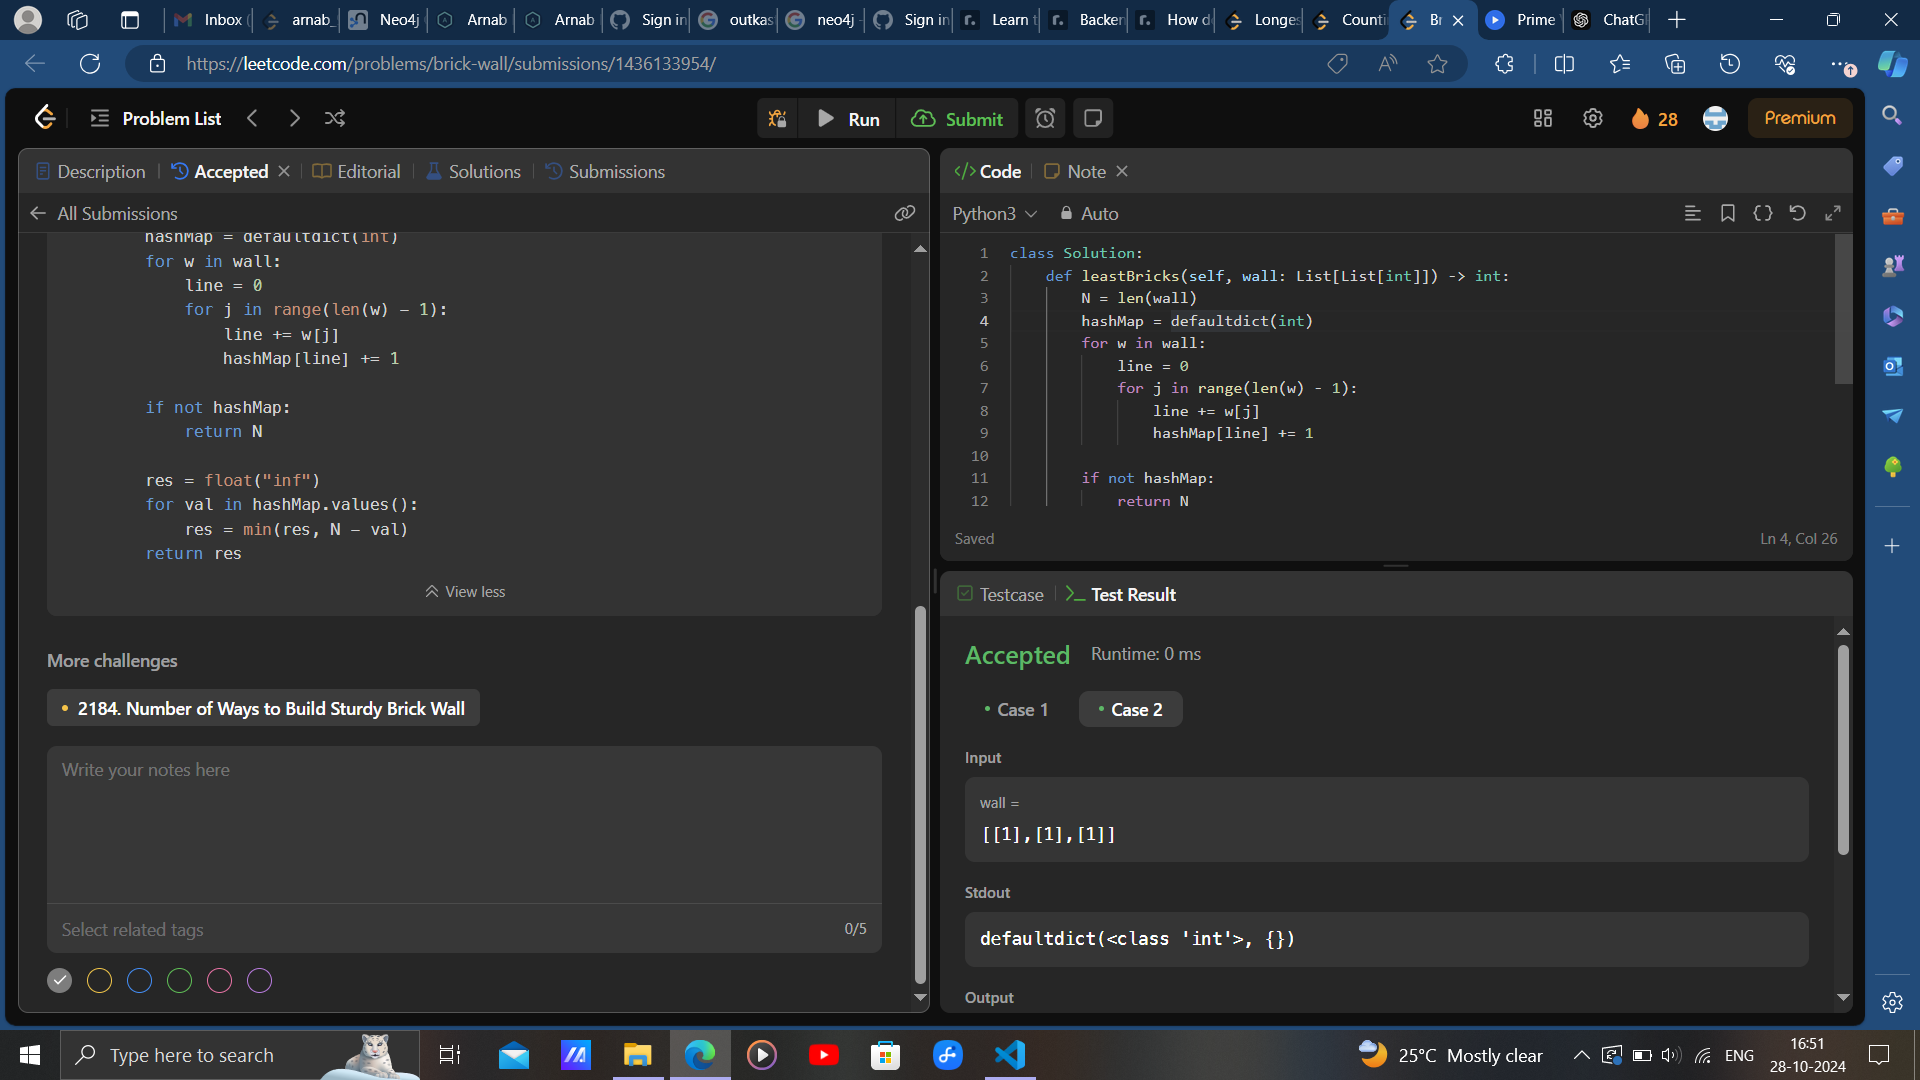 Inbox (
arnab_
Neo4j
Arnab
Arnab
Sign in
outkas
neo4j -
Sign in
Learn t
Backen
How d
Longes
Counti
Br
Prime
ChatGP
https://leetcode.com/problems/brick-wall/submissions/1436133954/
Problem List
Run
Submit
28
Premium
Description
Accepted
Editorial
Solutions
Submissions
All Submissions
hashMap = defaultdict(int)
for w in wall:
line = 0
for j in range(len(w) - 1):
line += w[j]
hashMap[line] += 1
if not hashMap:
return N
res = float("inf")
for val in hashMap.values():
res = min(res, N - val)
return res
View less
More challenges
2184. Number of Ways to Build Sturdy Brick Wall
Write your notes here
Select related tags
0/5
Code
Note
Python3
Auto
1 class Solution:
2 def leastBricks(self, wall: List[List[int]]) -> int:
3 N = len(wall)
4 hashMap = defaultdict(int)
5 for w in wall:
6 line = 0
7 for j in range(len(w) - 1):
8 line += w[j]
9 hashMap[line] += 1
10
11 if not hashMap:
12 return N
Saved
Ln 4, Col 26
Testcase
Test Result
Accepted
Runtime: 0 ms
Case 1
Case 2
Input
wall =
[[1],[1],[1]]
Stdout
defaultdict(<class 'int'>, {})
Output
Type here to search
25°C Mostly clear
ENG
16:51
28-10-2024